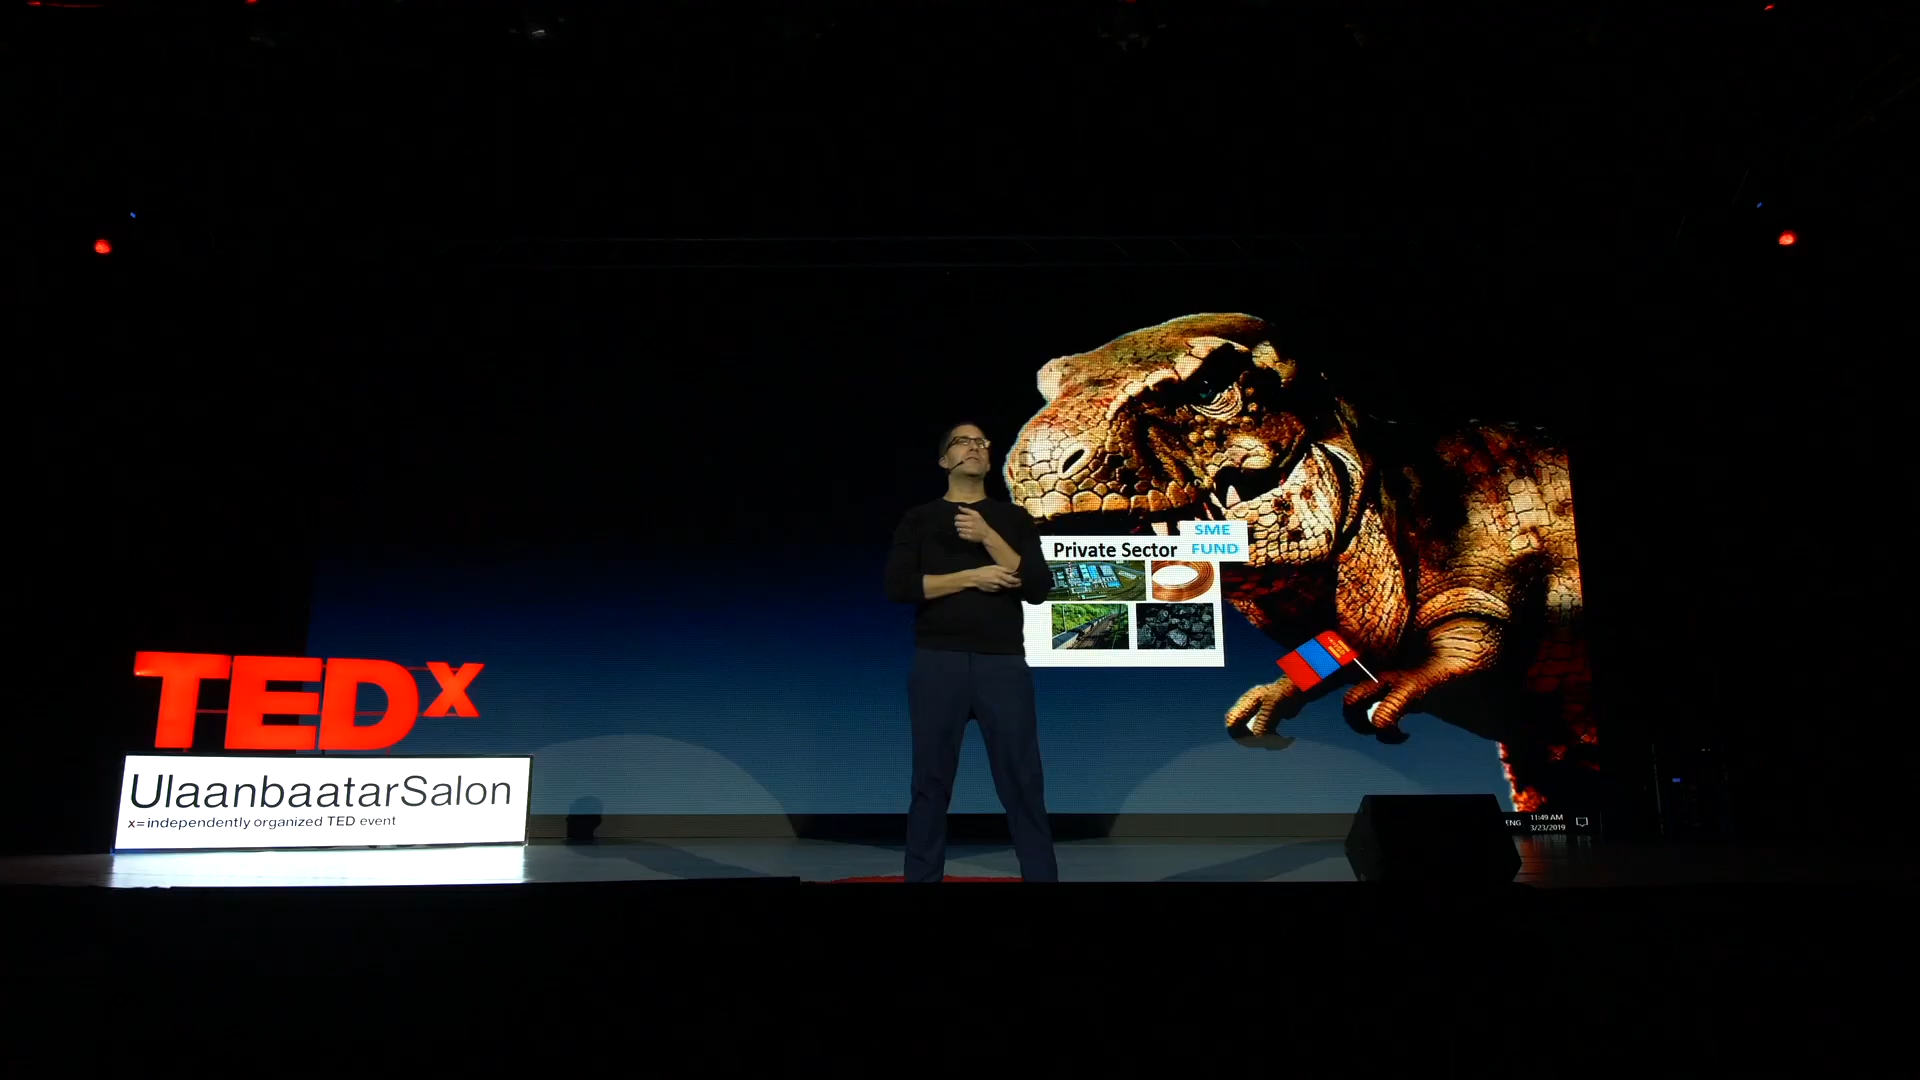 TEDx
UlaanbaatarSalon
x=independently organized TED event
Private Sector
SME
FUND
ENG
11:49 AM
3/23/2019